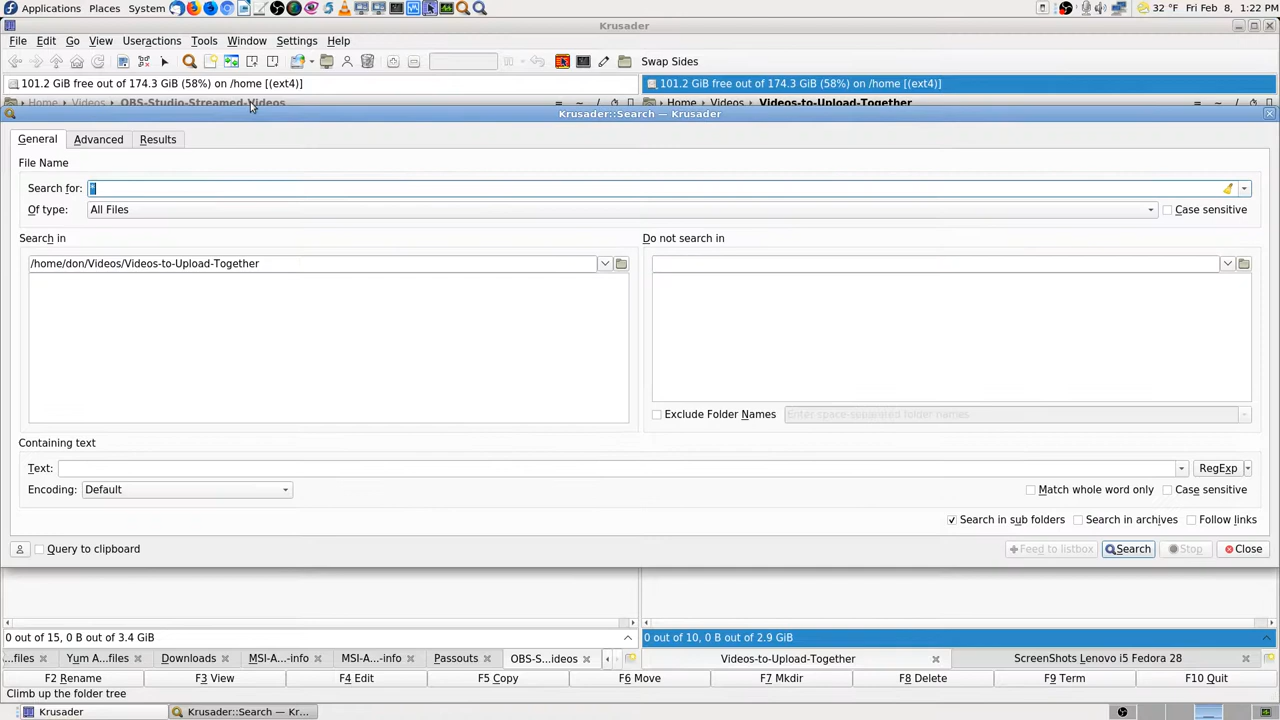 Applications Places System 32 °F Fri Feb 8, 1:22 PM
Krusader
File Edit Go View Useractions Tools Window Settings Help
Swap Sides
101.2 GiB free out of 174.3 GiB (58%) on /home [(ext4)] 101.2 GiB free out of 174.3 GiB (58%) on /home [(ext4)]
Home Videos OBS-Studio-Streamed-Videos = ~ / Home Videos Videos-to-Upload-Together = ~ /
Krusader::Search — Krusader
General Advanced Results
File Name
Search for: *
Of type: All Files Case sensitive
Search in Do not search in
/home/don/Videos/Videos-to-Upload-Together
Exclude Folder Names Enter space-separated folder names
Containing text
Text: RegExp
Encoding: Default Match whole word only Case sensitive
Search in sub folders Search in archives Follow links
Query to clipboard Feed to listbox Search Stop Close
0 out of 15, 0 B out of 3.4 GiB 0 out of 10, 0 B out of 2.9 GiB
...files Yum A...files Downloads MSI-A...-info MSI-A...-info Passouts OBS-S...ideos Videos-to-Upload-Together ScreenShots Lenovo i5 Fedora 28
F2 Rename F3 View F4 Edit F5 Copy F6 Move F7 Mkdir F8 Delete F9 Term F10 Quit
Climb up the folder tree
Krusader Krusader::Search — Kr...